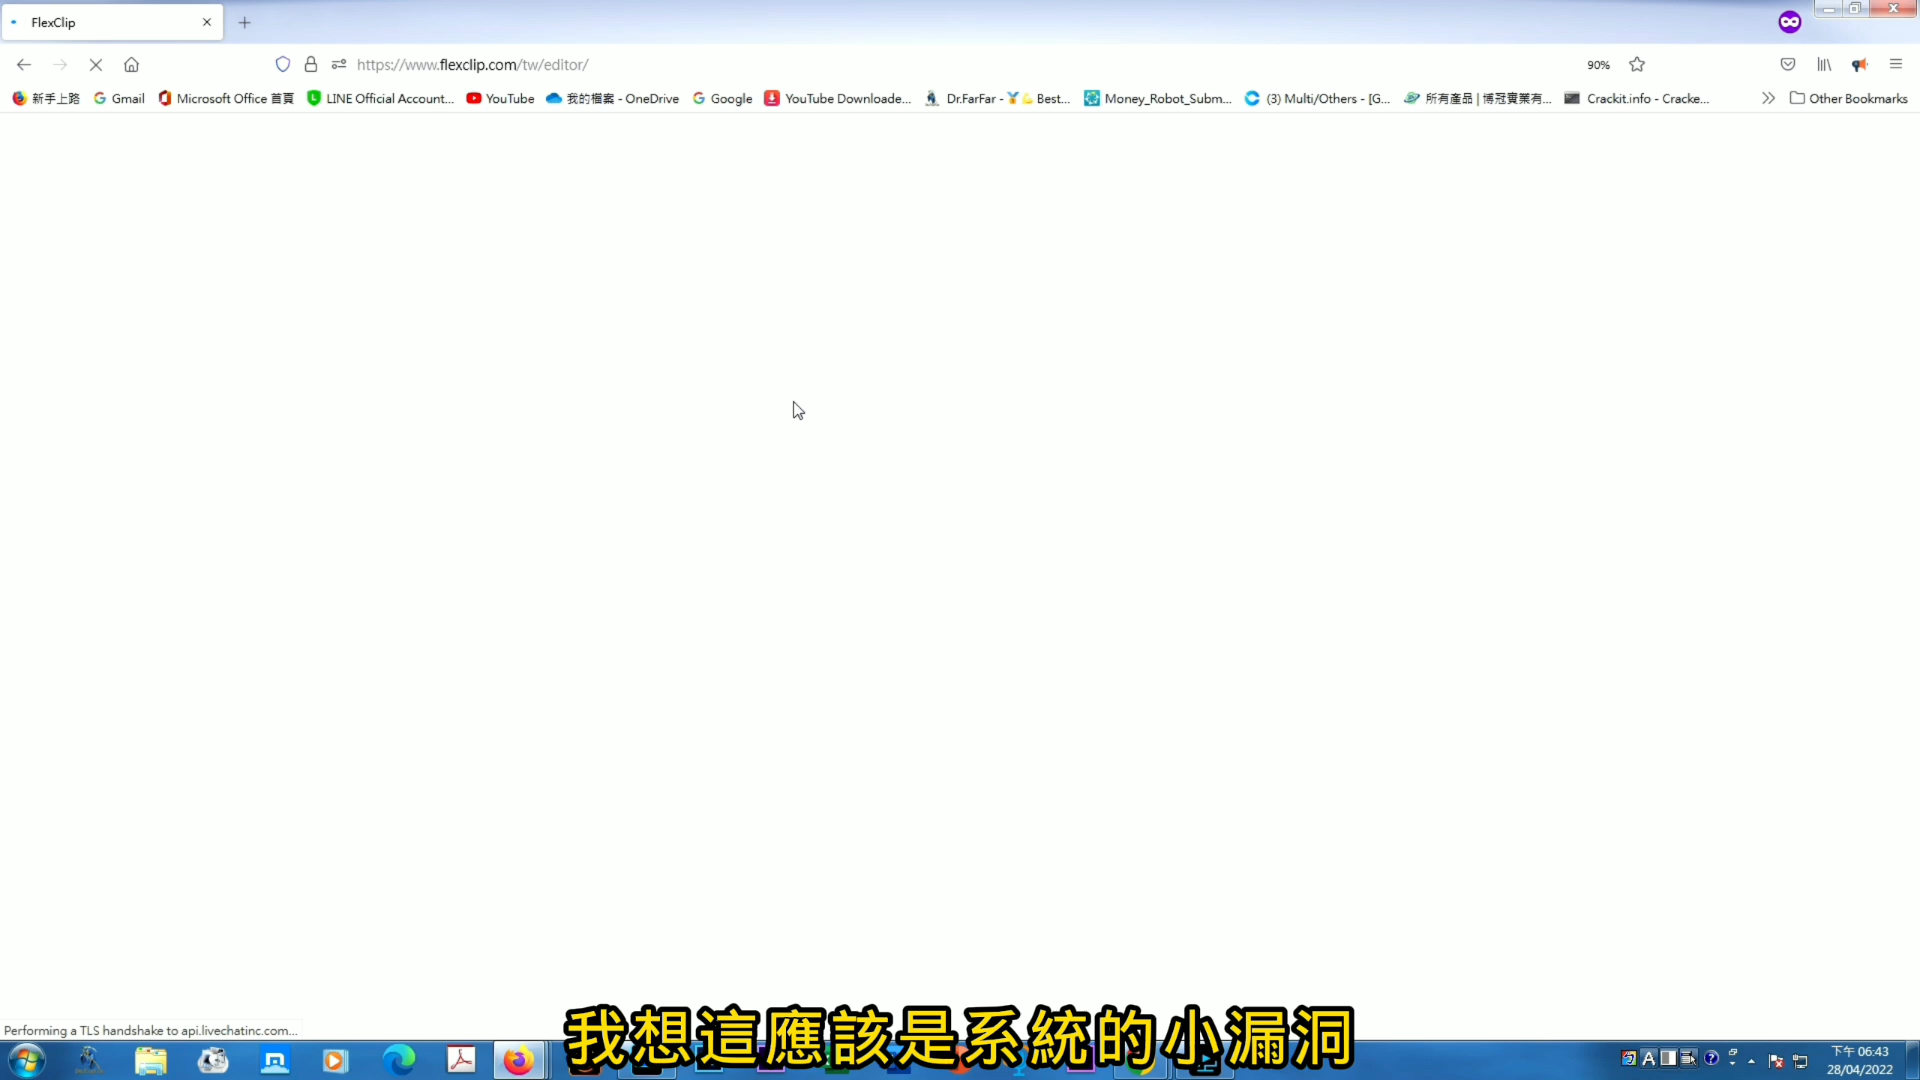 FlexClip
https://www.flexclip.com/tw/editor/
90%
新手上路 Gmail Microsoft Office 首頁 LINE Official Account... YouTube 我的檔案 - OneDrive Google YouTube Downloade... Dr.FarFar - 🏅💪 Best... Money_Robot_Subm... (3) Multi/Others - [G... 所有產品 | 博冠實業有... Crackit.info - Cracke... Other Bookmarks
Performing a TLS handshake to api.livechatinc.com...
我想這應該是系統的小漏洞
下午 06:43
28/04/2022